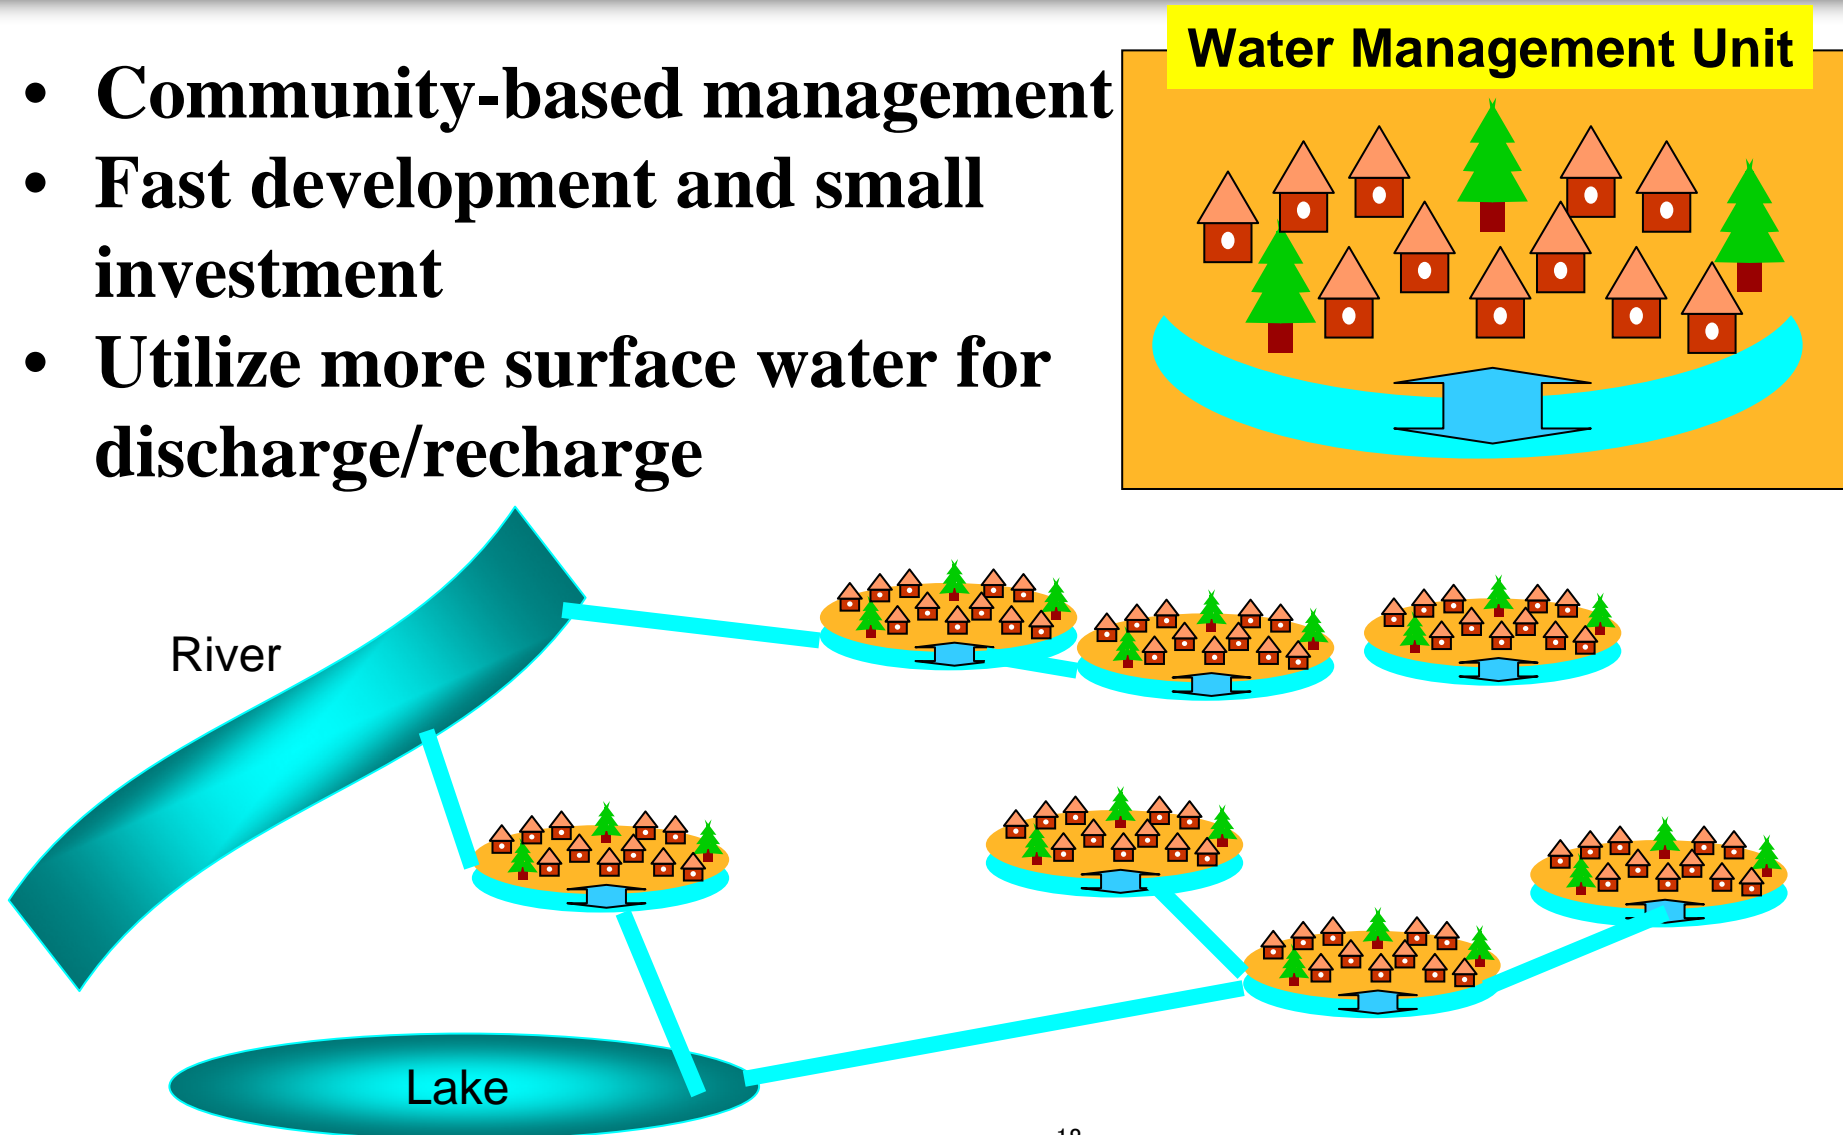 Water Management Unit
• Community-based management
• Fast development and small
investment
• Utilize more surface water for
discharge/recharge
River
Lake